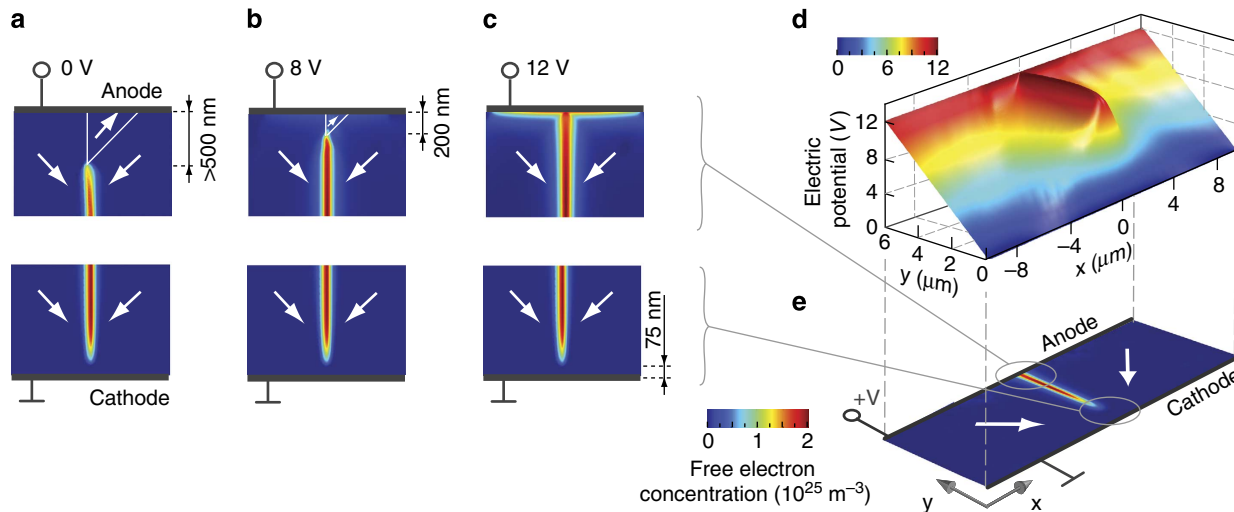 a
0 V
Anode
>500 nm
Cathode
b
8 V
200 nm
c
12 V
75 nm
d
0 6 12
Electric
potential (V)
12
8
4
0
6 4 2 0
y (μm)
–8 –4 0 4 8
x (μm)
e
Anode
Cathode
+V
y x
0 1 2
Free electron
concentration (10²⁵ m⁻³)